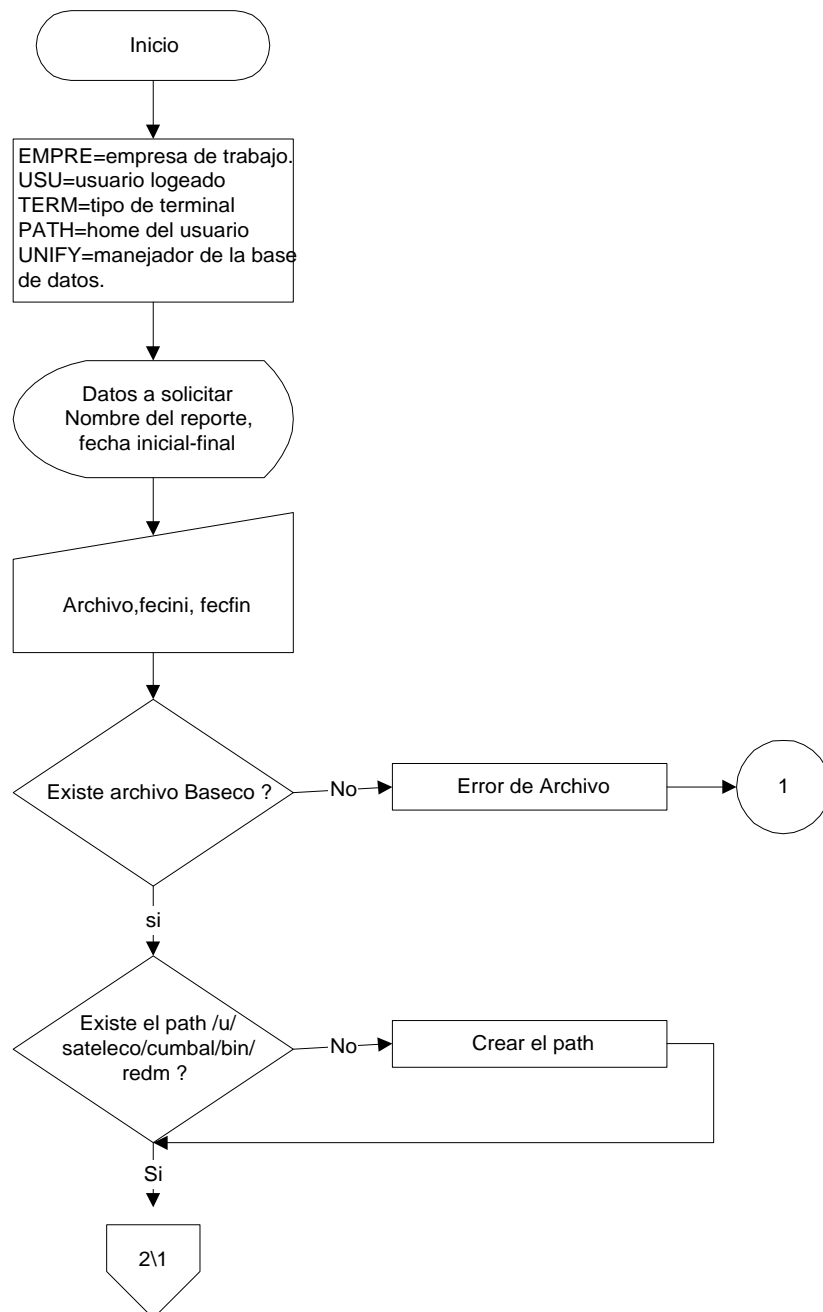 Inicio
EMPRE=empresa de trabajo.
USU=usuario logeado
TERM=tipo de terminal
PATH=home del usuario
UNIFY=manejador de la base
de datos.
Datos a solicitar
Nombre del reporte,
fecha inicial-final
Archivo,fecini, fecfin
Existe archivo Baseco ?
No
Error de Archivo
1
si
Existe el path /u/
sateleco/cumbal/bin/
redm ?
No
Crear el path
Si
2\1